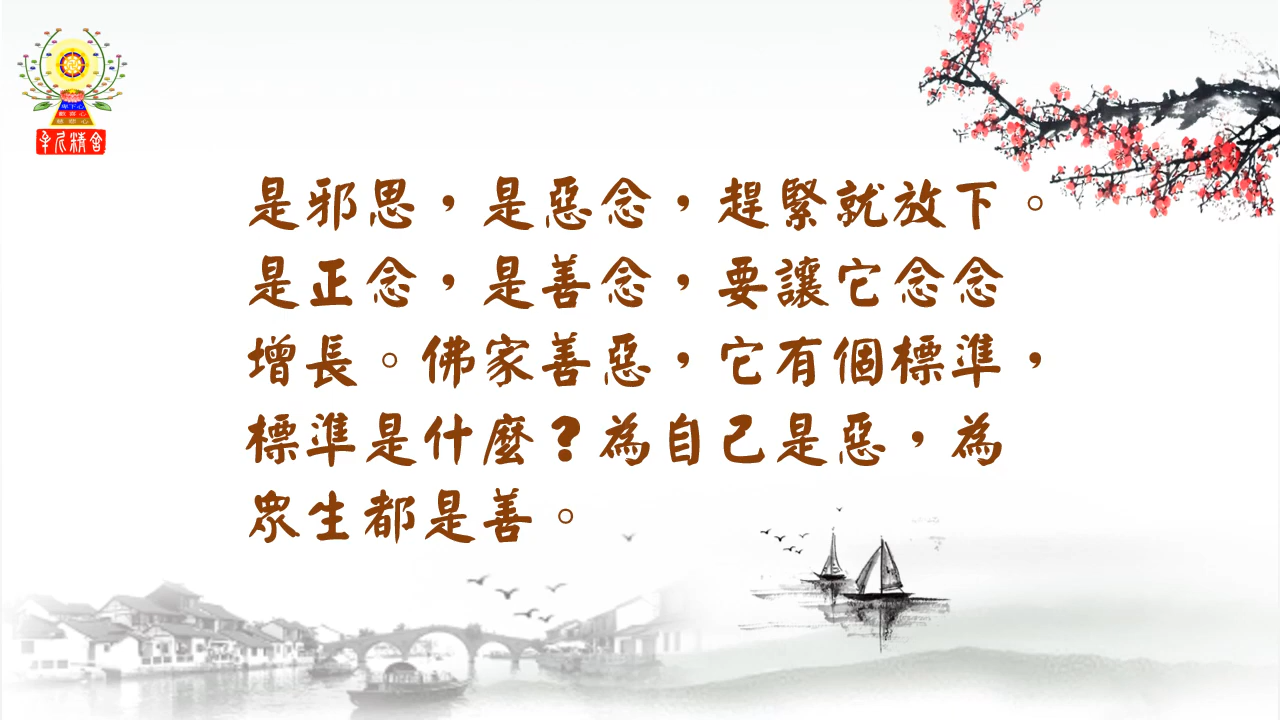 是邪思，是惡念，趕緊就放下。
是正念，是善念，要讓它念念
增長。佛家善惡，它有個標準，
標準是什麼？為自己是惡，為
眾生都是善。